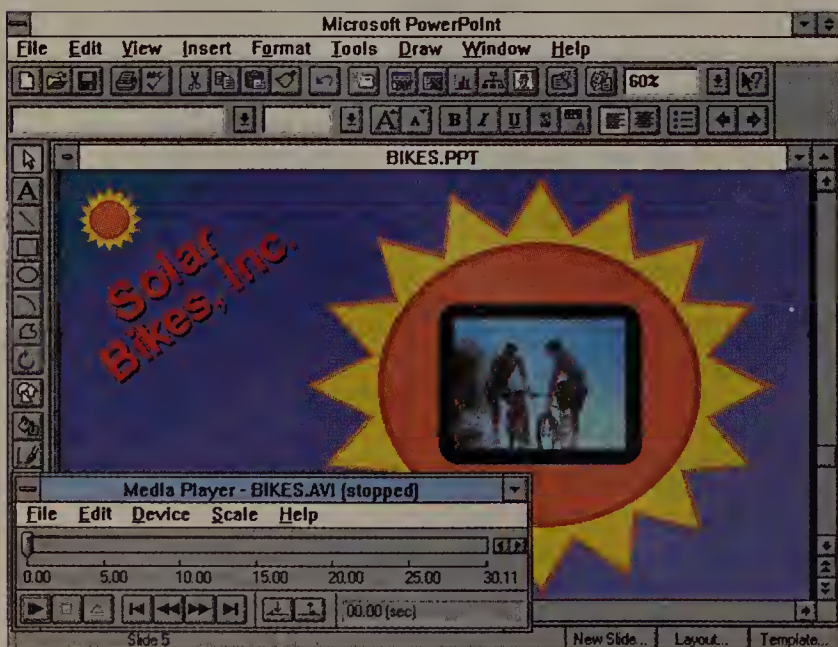 Microsoft PowerPoint
File Edit View Insert Format Tools Draw Window Help
60%
A A B I U S
BIKES.PPT
A
Solar
Bikes, Inc.
Media Player - BIKES.AVI (stopped)
File Edit Device Scale Help
0.00 5.00 10.00 15.00 20.00 25.00 30.11
00.00 (sec)
Slide 5 New Slide... Layout... Template...